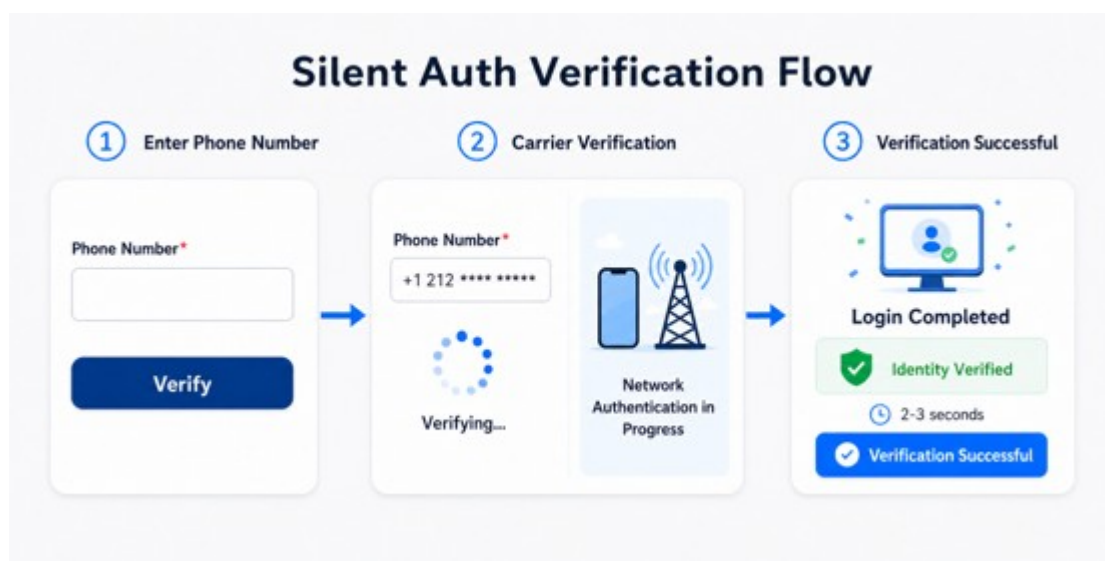 Silent Auth Verification Flow
1 Enter Phone Number
2 Carrier Verification
3 Verification Successful
Phone Number*
Verify
Phone Number*
+1 212 **** *****
Verifying...
Network
Authentication in
Progress
Login Completed
Identity Verified
2-3 seconds
Verification Successful